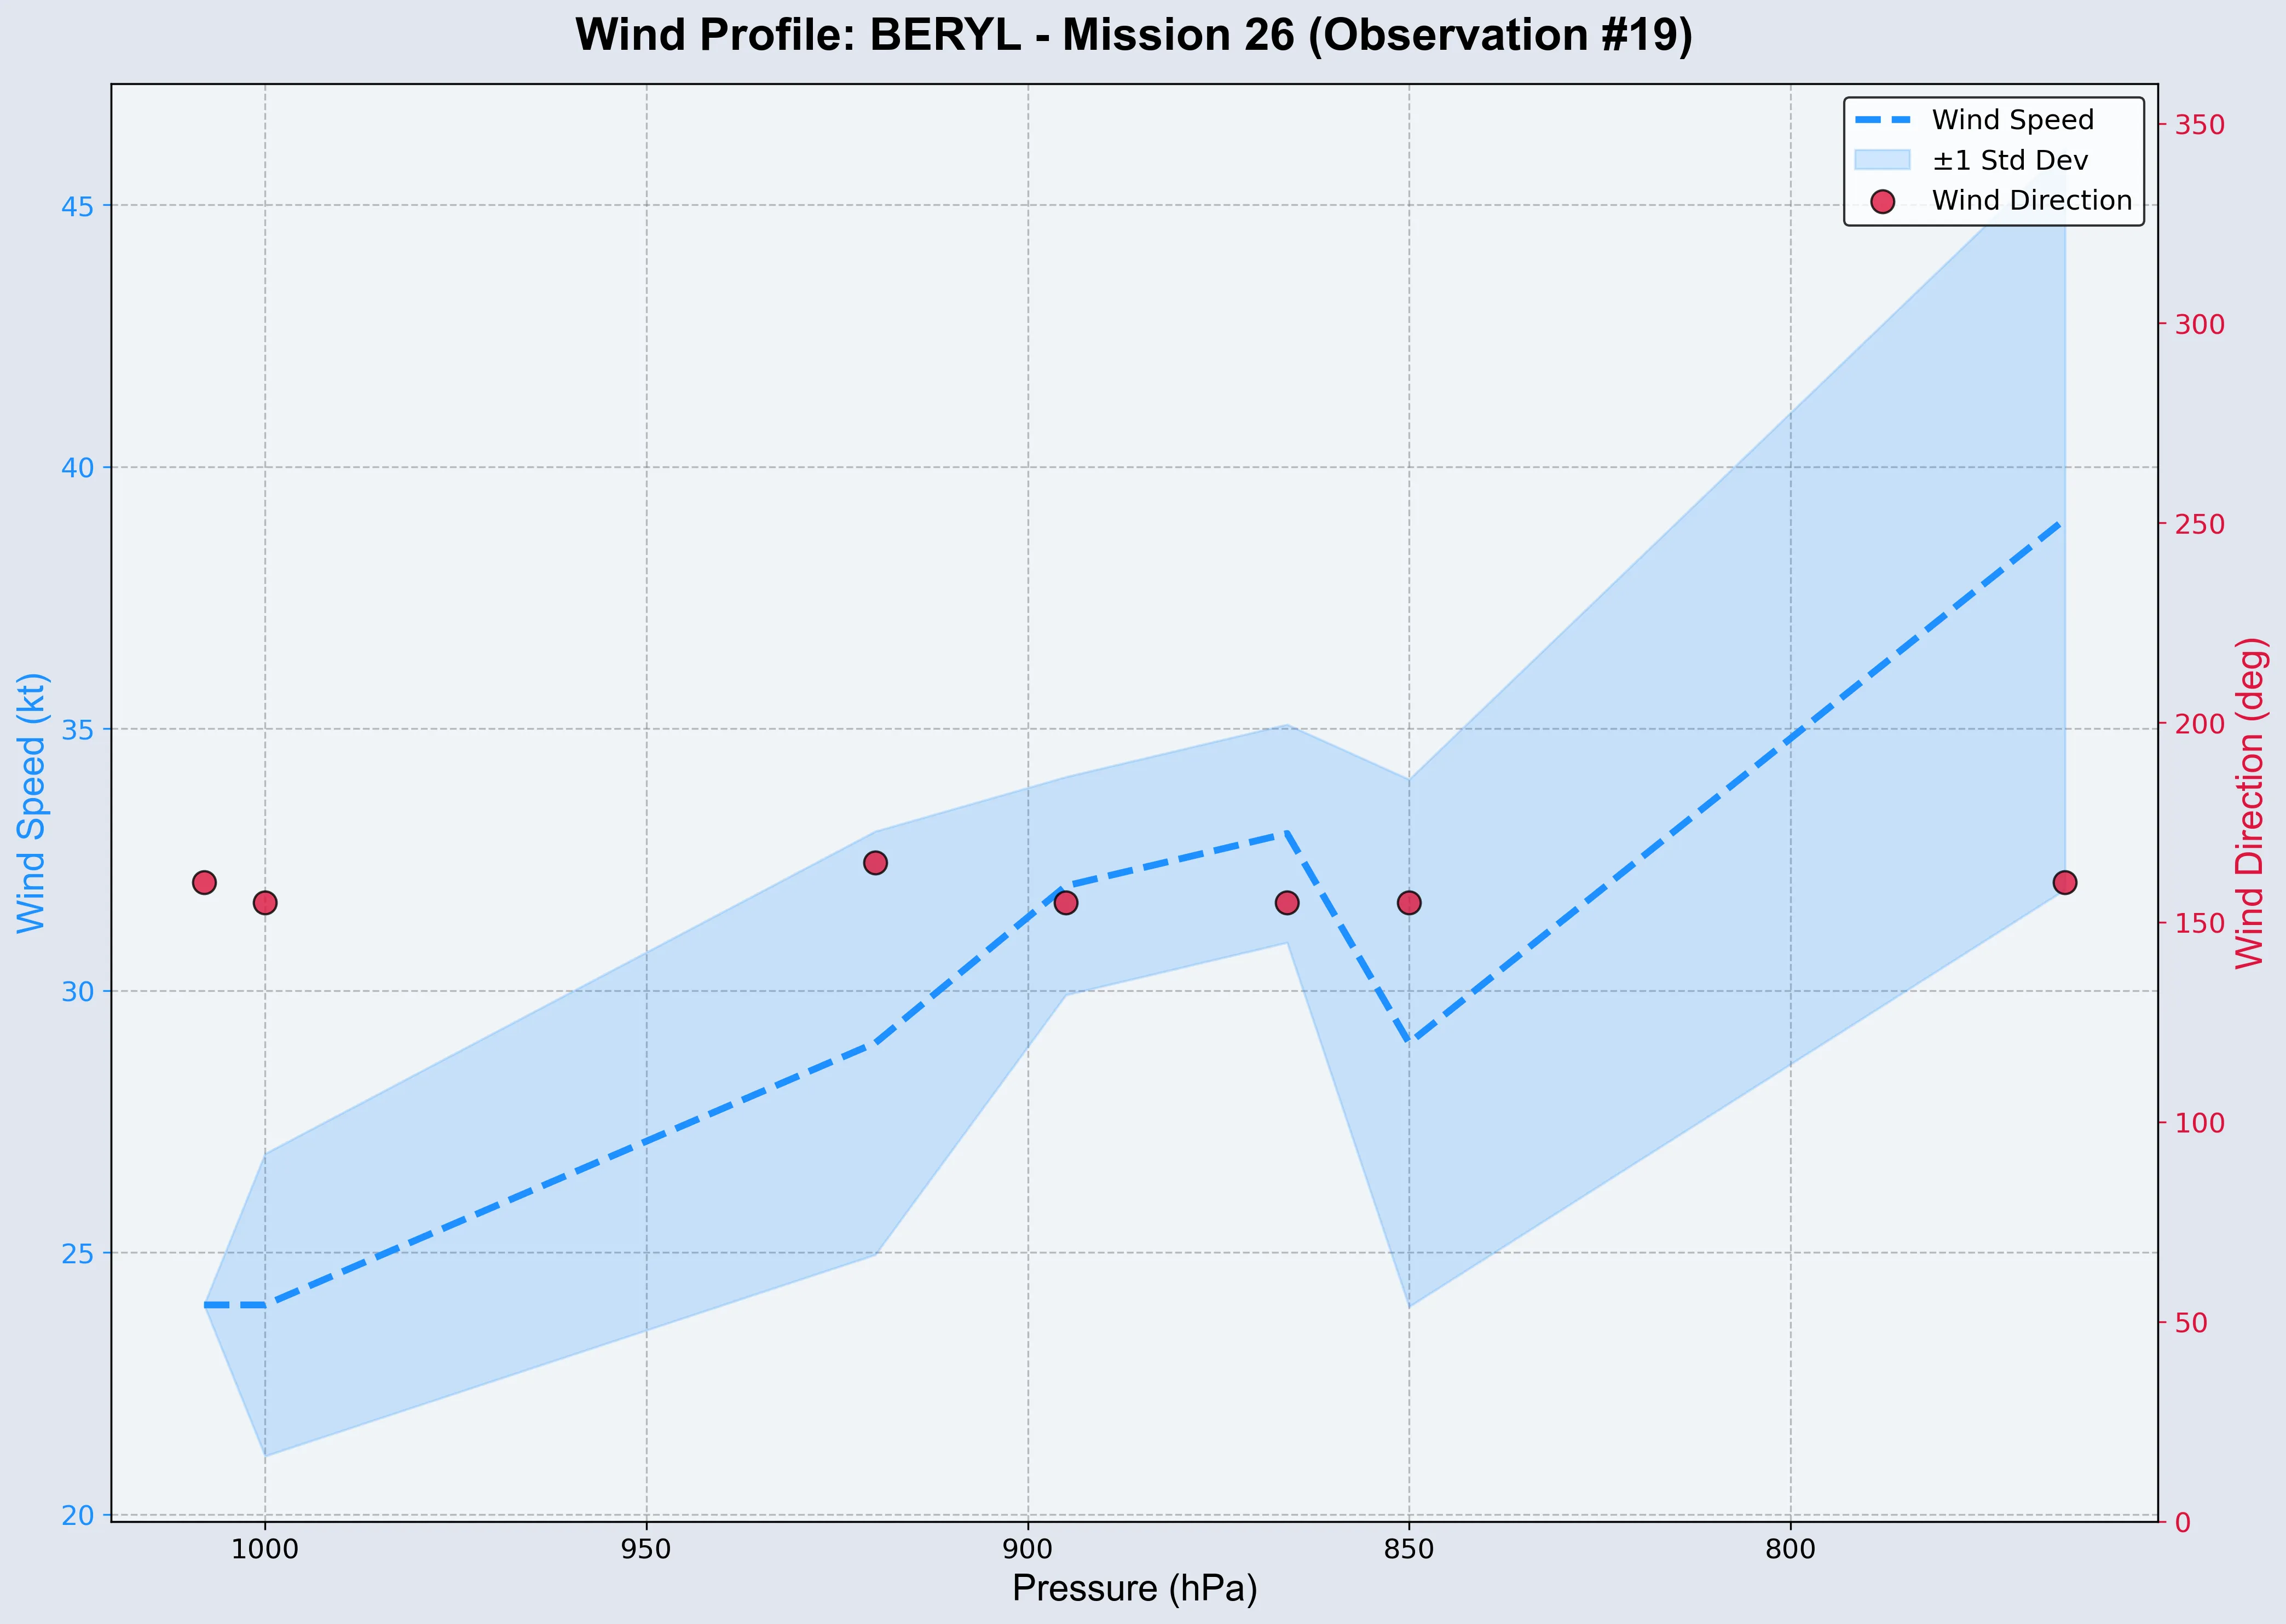 Wind Profile: BERYL - Mission 26 (Observation #19)
Wind Speed
±1 Std Dev
Wind Direction
45
40
35
30
25
20
Wind Speed (kt)
350
300
250
200
150
100
50
0
Wind Direction (deg)
1000
950
900
850
800
Pressure (hPa)